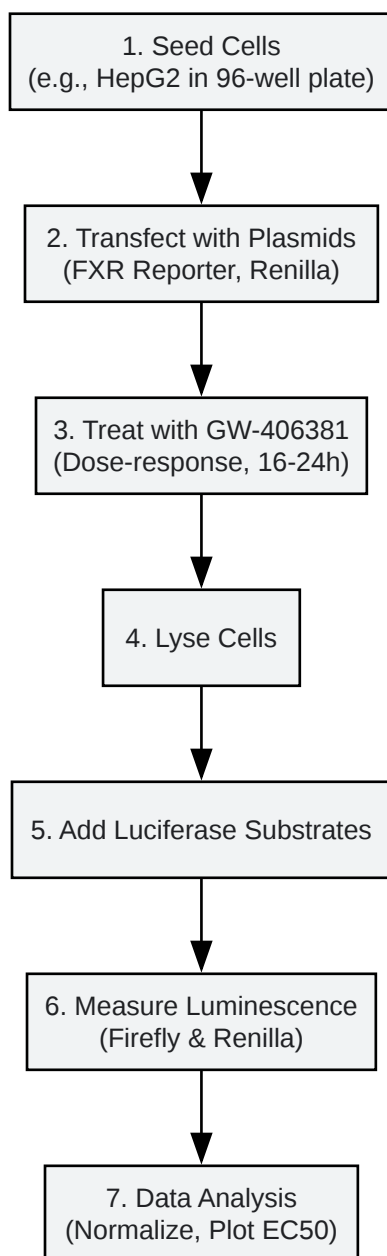 1. Seed Cells
(e.g., HepG2 in 96-well plate)
2. Transfect with Plasmids
(FXR Reporter, Renilla)
3. Treat with GW-406381
(Dose-response, 16-24h)
4. Lyse Cells
5. Add Luciferase Substrates
6. Measure Luminescence
(Firefly & Renilla)
7. Data Analysis
(Normalize, Plot EC50)